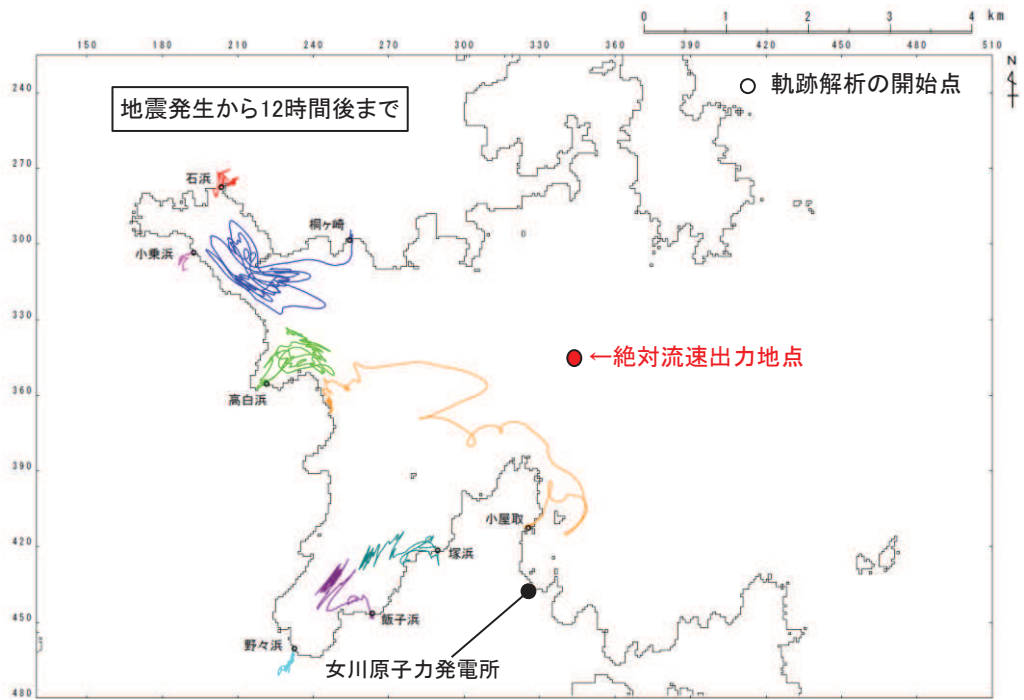 0 1 2 3 4 km
150 180 210 240 270 300 330 360 390 420 450 480 510
N
240
270
300
330
360
390
420
450
480
○ 軌跡解析の開始点
地震発生から12時間後まで
石浜
桐ヶ崎
小乗浜
←絶対流速出力地点
高白浜
小屋取
塚浜
飯子浜
野々浜
女川原子力発電所